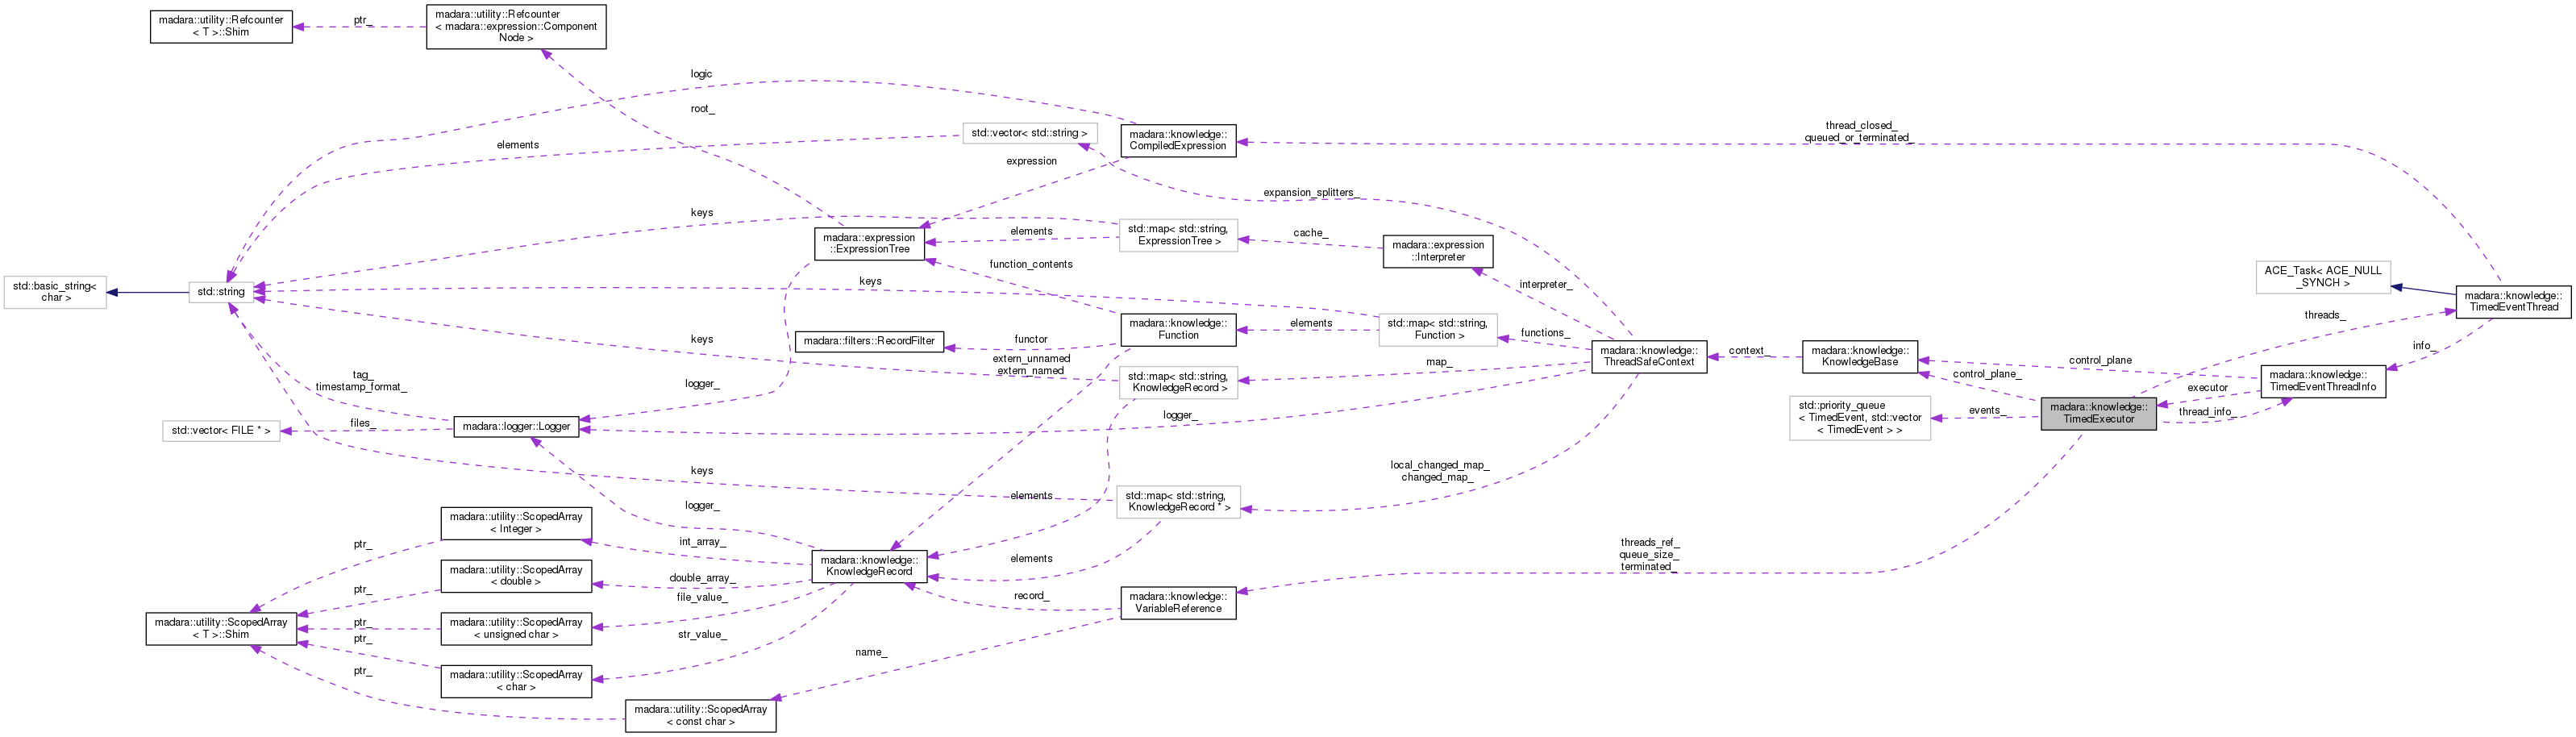 madara::utility::Refcounter
< T >::Shim
ptr_
madara::utility::Refcounter
< madara::expression::Component
Node >
logic
root_
elements
std::vector< std::string >
madara::knowledge::
CompiledExpression
thread_closed_
queued_or_terminated_
expression
expansion_splitters_
keys
madara::expression
::ExpressionTree
elements
std::map< std::string,
ExpressionTree >
cache_
madara::expression
::Interpreter
std::basic_string<
char >
std::string
keys
function_contents
interpreter_
ACE_Task< ACE_NULL
_SYNCH >
madara::knowledge::
TimedEventThread
madara::filters::RecordFilter
functor
madara::knowledge::
Function
elements
std::map< std::string,
Function >
functions_
threads_
keys
extern_unnamed
extern_named
std::map< std::string,
KnowledgeRecord >
map_
madara::knowledge::
ThreadSafeContext
context_
madara::knowledge::
KnowledgeBase
control_plane
control_plane_
info_
madara::knowledge::
TimedEventThreadInfo
executor
thread_info_
tag_
timestamp_format_
logger_
files_
std::vector< FILE * >
madara::logger::Logger
logger_
std::priority_queue
< TimedEvent, std::vector
< TimedEvent > >
events_
madara::knowledge::
TimedExecutor
keys
local_changed_map_
changed_map_
elements
std::map< std::string,
KnowledgeRecord * >
logger_
madara::utility::ScopedArray
< Integer >
ptr_
int_array_
madara::knowledge::
KnowledgeRecord
elements
threads_ref_
queue_size_
terminated_
madara::utility::ScopedArray
< double >
ptr_
double_array_
file_value_
record_
madara::knowledge::
VariableReference
madara::utility::ScopedArray
< T >::Shim
ptr_
madara::utility::ScopedArray
< unsigned char >
ptr_
str_value_
name_
madara::utility::ScopedArray
< char >
ptr_
madara::utility::ScopedArray
< const char >